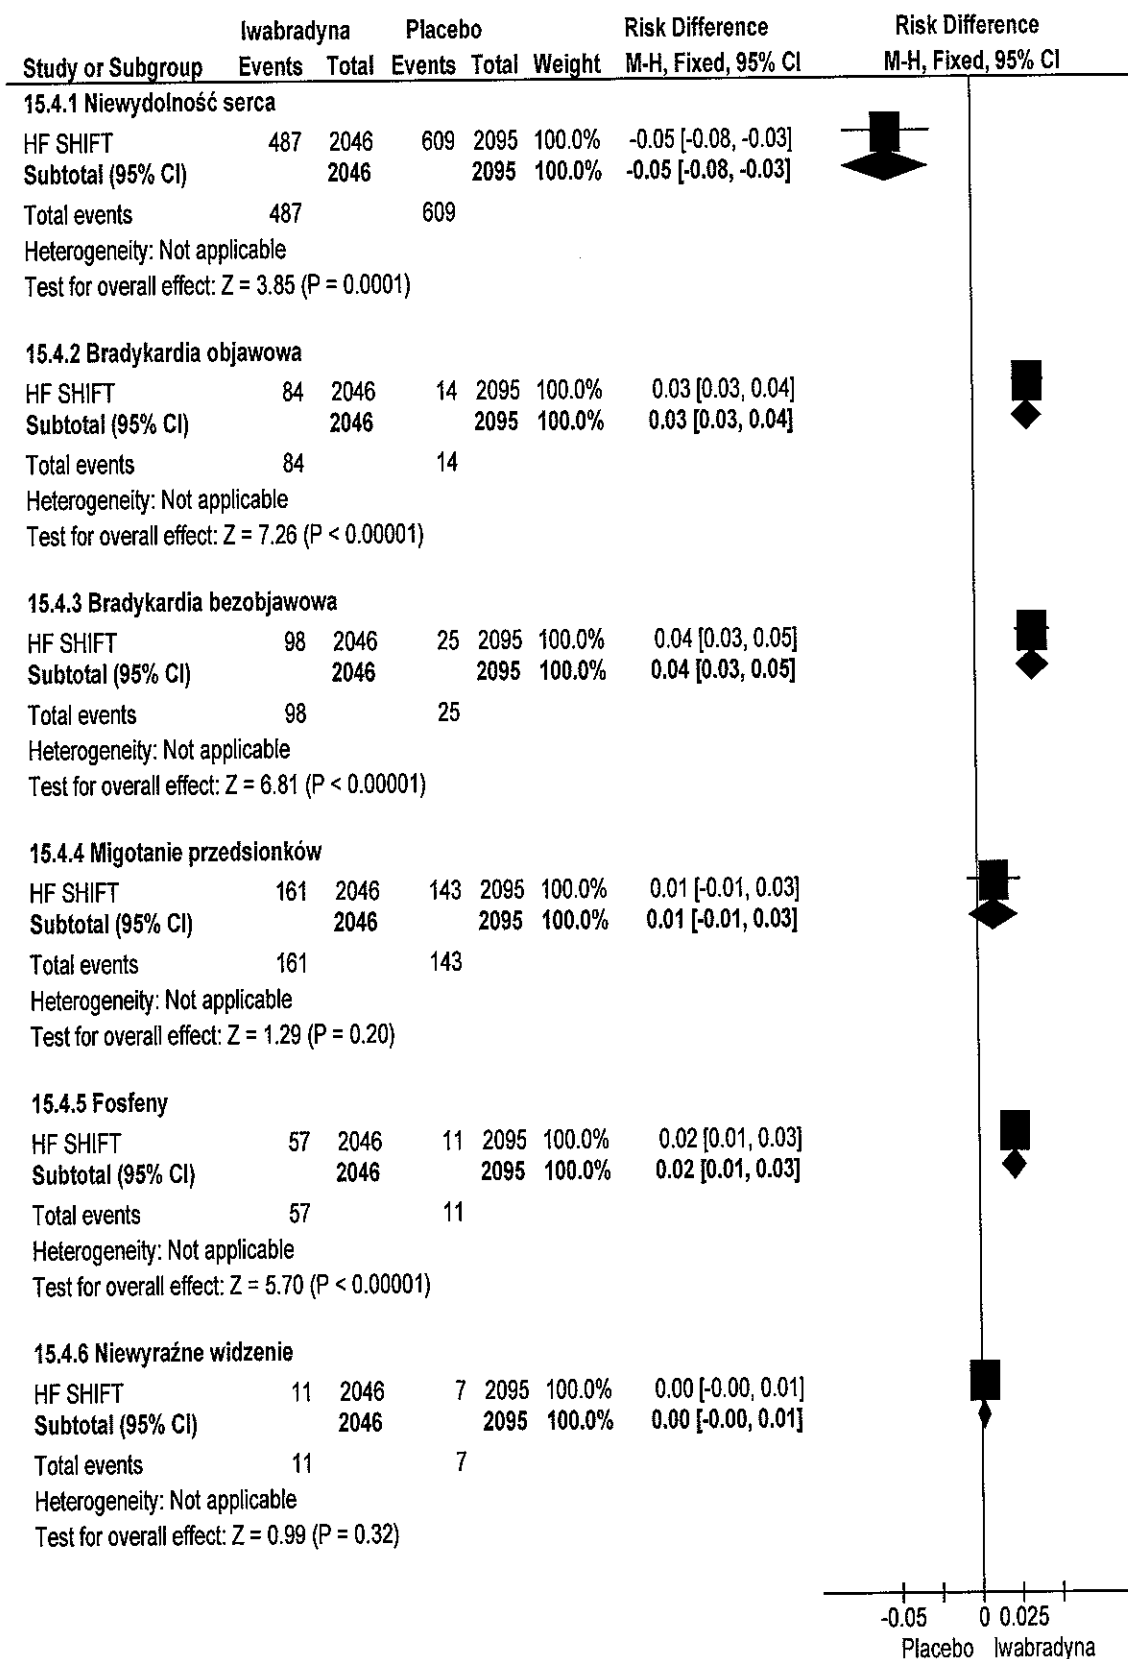 Iwabradyna Placebo Risk Difference Risk Difference
Study or Subgroup Events Total Events Total Weight M-H, Fixed, 95% CI M-H, Fixed, 95% CI
15.4.1 Niewydolność serca
HF SHIFT 487 2046 609 2095 100.0% -0.05 [-0.08, -0.03]
Subtotal (95% CI) 2046 2095 100.0% -0.05 [-0.08, -0.03]
Total events 487 609
Heterogeneity: Not applicable
Test for overall effect: Z = 3.85 (P = 0.0001)
15.4.2 Bradykardia objawowa
HF SHIFT 84 2046 14 2095 100.0% 0.03 [0.03, 0.04]
Subtotal (95% CI) 2046 2095 100.0% 0.03 [0.03, 0.04]
Total events 84 14
Heterogeneity: Not applicable
Test for overall effect: Z = 7.26 (P < 0.00001)
15.4.3 Bradykardia bezobjawowa
HF SHIFT 98 2046 25 2095 100.0% 0.04 [0.03, 0.05]
Subtotal (95% CI) 2046 2095 100.0% 0.04 [0.03, 0.05]
Total events 98 25
Heterogeneity: Not applicable
Test for overall effect: Z = 6.81 (P < 0.00001)
15.4.4 Migotanie przedsionków
HF SHIFT 161 2046 143 2095 100.0% 0.01 [-0.01, 0.03]
Subtotal (95% CI) 2046 2095 100.0% 0.01 [-0.01, 0.03]
Total events 161 143
Heterogeneity: Not applicable
Test for overall effect: Z = 1.29 (P = 0.20)
15.4.5 Fosfeny
HF SHIFT 57 2046 11 2095 100.0% 0.02 [0.01, 0.03]
Subtotal (95% CI) 2046 2095 100.0% 0.02 [0.01, 0.03]
Total events 57 11
Heterogeneity: Not applicable
Test for overall effect: Z = 5.70 (P < 0.00001)
15.4.6 Niewyraźne widzenie
HF SHIFT 11 2046 7 2095 100.0% 0.00 [-0.00, 0.01]
Subtotal (95% CI) 2046 2095 100.0% 0.00 [-0.00, 0.01]
Total events 11 7
Heterogeneity: Not applicable
Test for overall effect: Z = 0.99 (P = 0.32)
-0.05 0 0.025
Placebo Iwabradyna